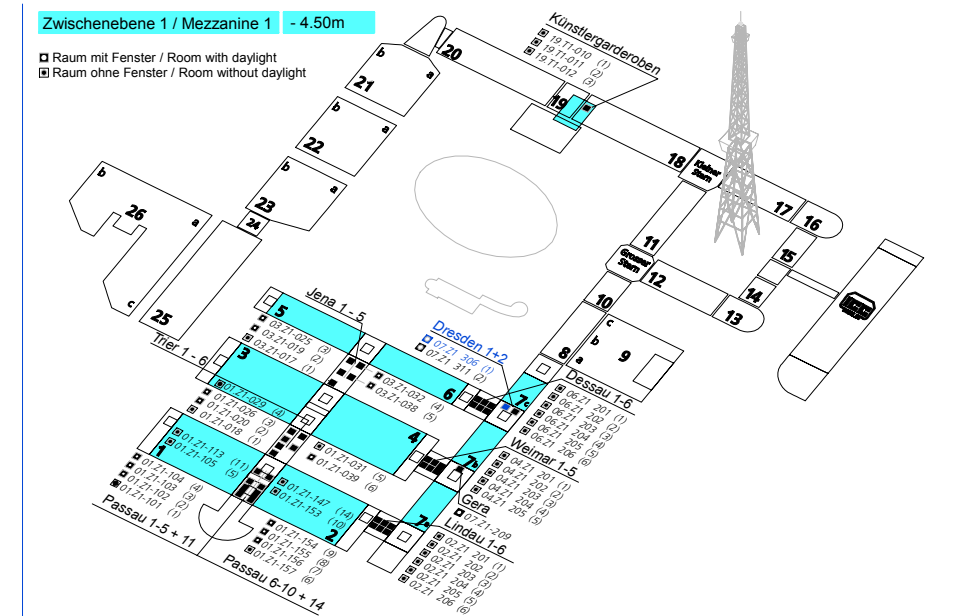 Zwischenebene 1 / Mezzanine 1 - 4.50m
Raum mit Fenster / Room with daylight
Raum ohne Fenster / Room without daylight
Künstlergarderoben
19.T1-010 (1)
19.T1-011 (2)
19.T1-012 (3)
20
b
21
a
19
b
22
a
18
Kleiner
Stern
17
16
b
23
a
24
b
26
a
c
25
11
Grosser
Stern
12
15
14
13
10
c
b
9
a
8
Jena 1 - 5
5
03.Z1-025 (3)
03.Z1-019 (2)
03.Z1-017 (1)
03.Z1-032 (4)
03.Z1-038 (5)
Dresden 1+2
07.Z1 306 (1)
07.Z1 311 (2)
6
7c
Trier 1 - 6
3
01.Z1-029 (4)
01.Z1-026 (3)
01.Z1-020 (2)
01.Z1-018 (1)
4
01.Z1-031 (5)
01.Z1-039 (6)
7b
Dessau 1-6
06.Z1 201 (1)
06.Z1 202 (2)
06.Z1 203 (3)
06.Z1 204 (4)
06.Z1 205 (5)
06.Z1 206 (6)
Weimar 1-5
04.Z1 201 (1)
04.Z1 202 (2)
04.Z1 203 (3)
04.Z1 204 (4)
04.Z1 205 (5)
Gera
07.Z1-209
1
01.Z1-113 (11)
01.Z1-105 (5)
01.Z1-104 (4)
01.Z1-103 (3)
01.Z1-102 (2)
01.Z1-101 (1)
Passau 1-5 + 11
01.Z1-147 (14)
01.Z1-153 (10)
2
01.Z1-154 (9)
01.Z1-155 (8)
01.Z1-156 (7)
01.Z1-157 (6)
Passau 6-10 + 14
7a
Lindau 1-6
02.Z1 201 (1)
02.Z1 202 (2)
02.Z1 203 (3)
02.Z1 204 (4)
02.Z1 205 (5)
02.Z1 206 (6)